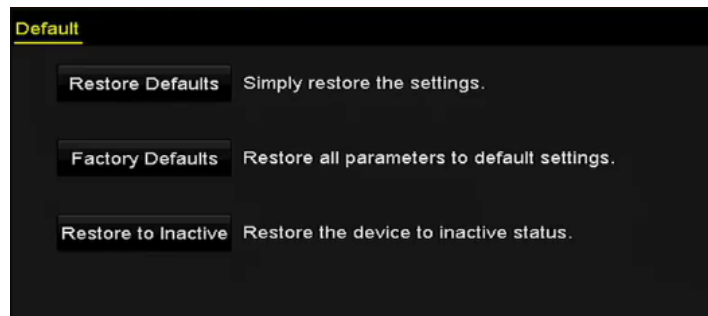 Default
Restore Defaults Simply restore the settings.
Factory Defaults Restore all parameters to default settings.
Restore to Inactive Restore the device to inactive status.